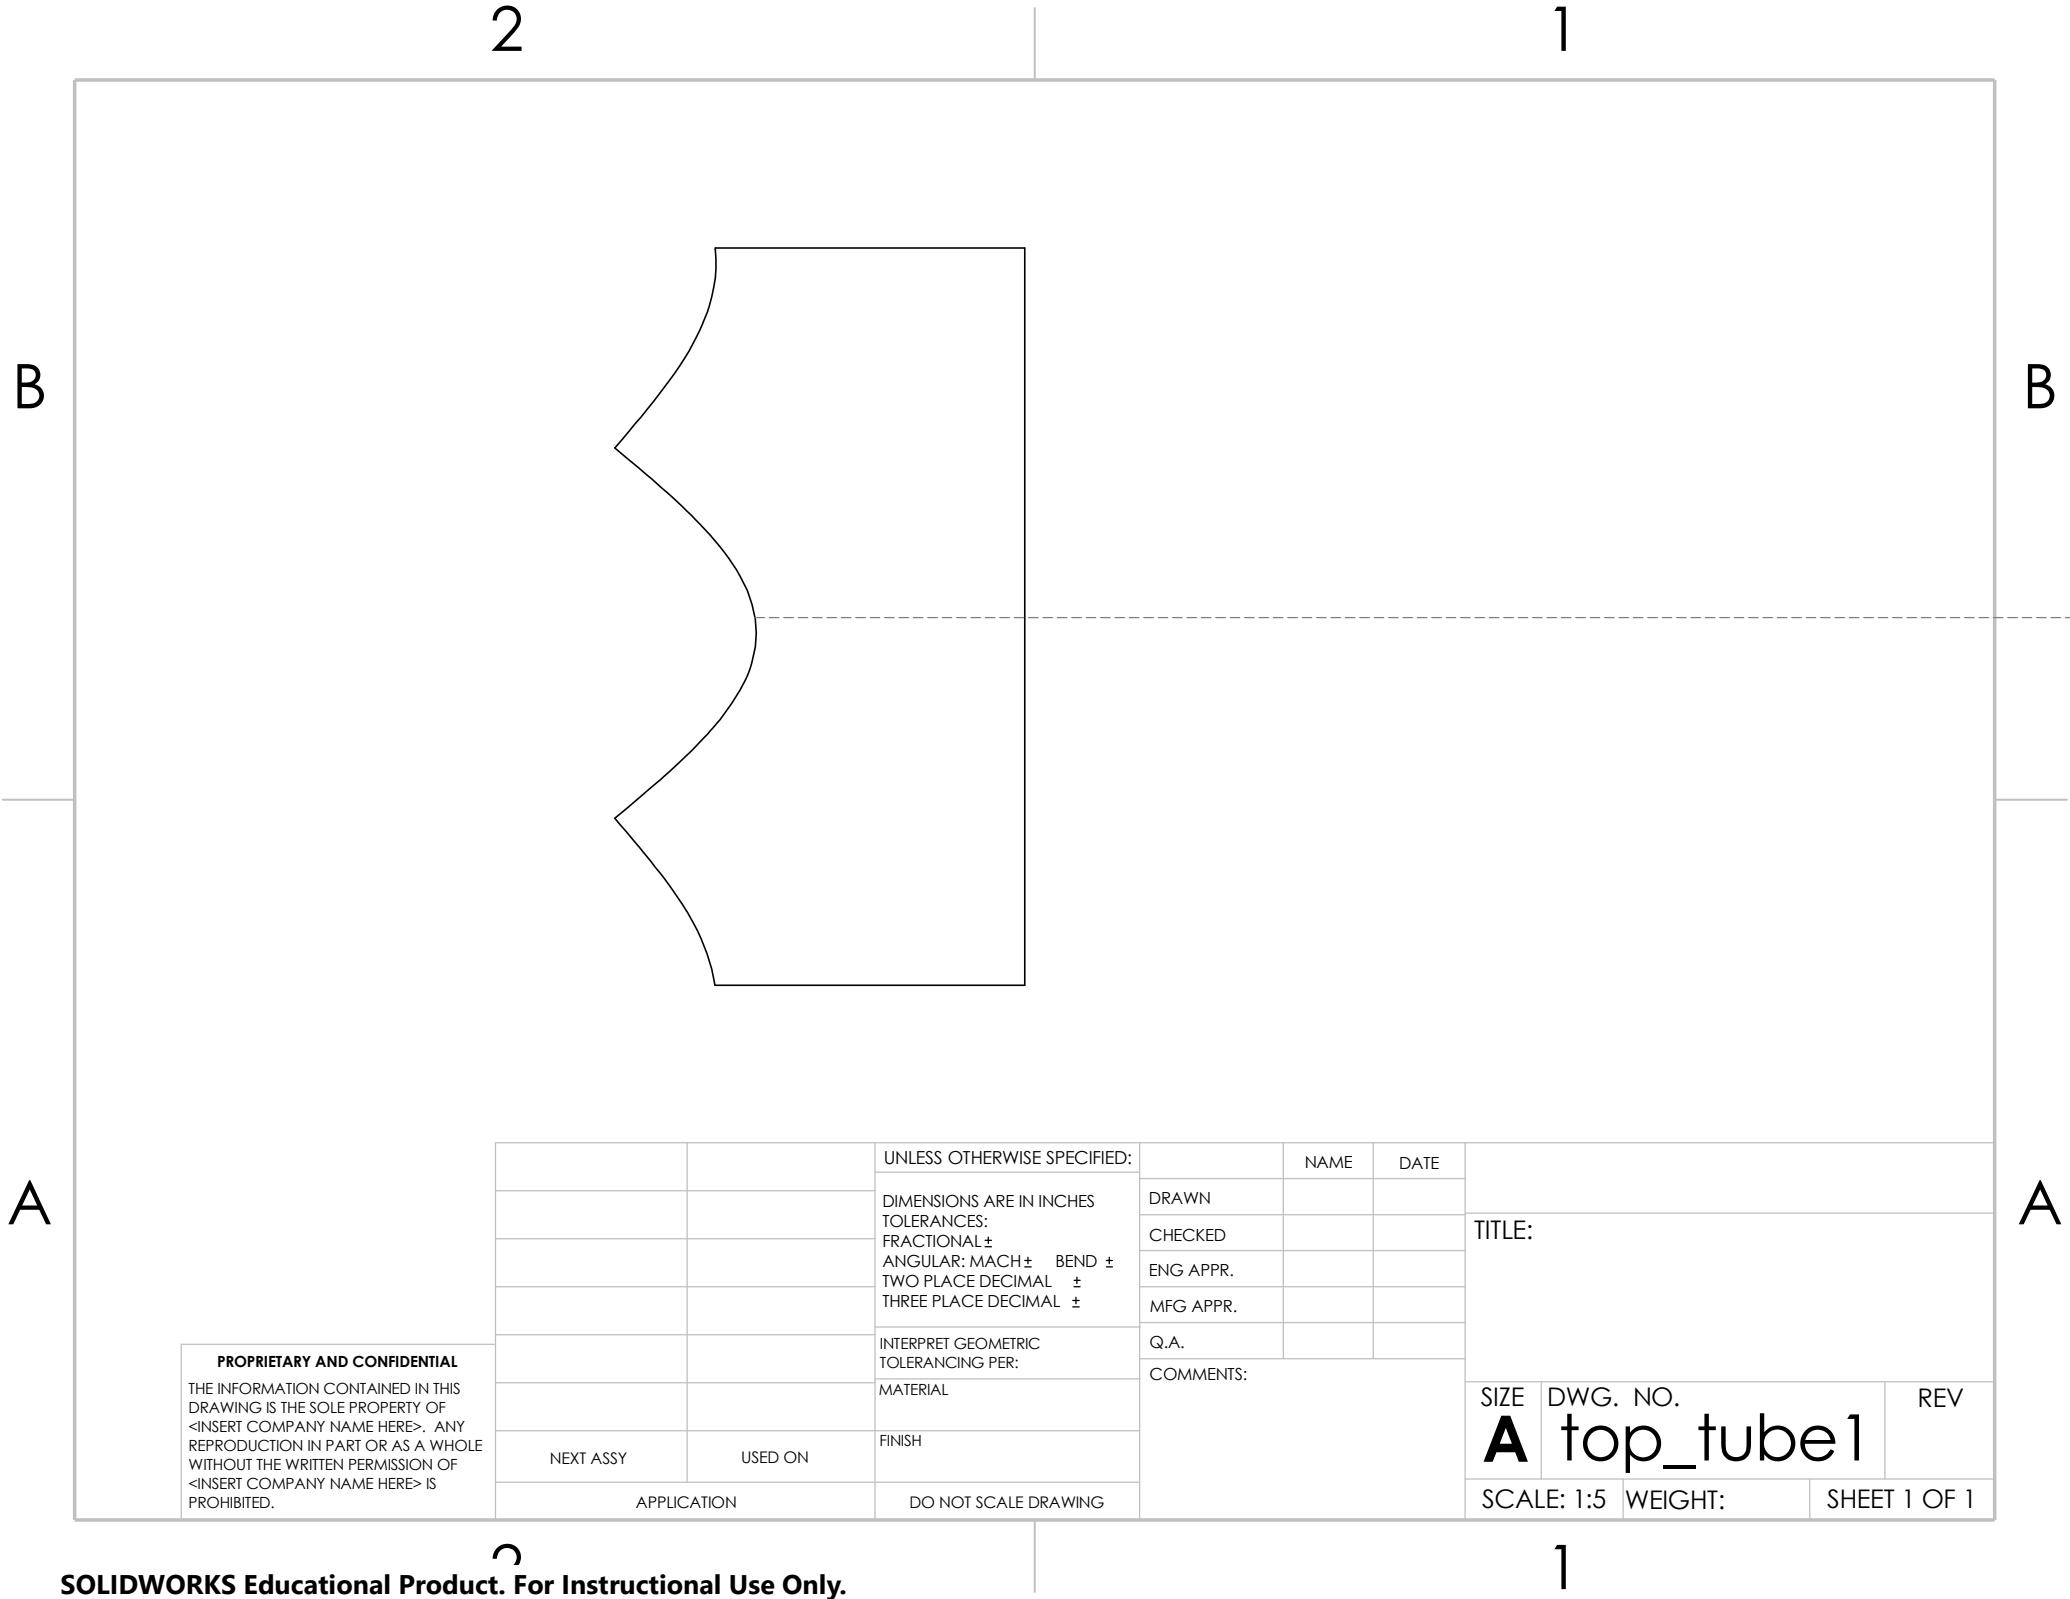 2 1
B B
A A
UNLESS OTHERWISE SPECIFIED:
DIMENSIONS ARE IN INCHES
TOLERANCES:
FRACTIONAL ±
ANGULAR: MACH ± BEND ±
TWO PLACE DECIMAL ±
THREE PLACE DECIMAL ±
INTERPRET GEOMETRIC
TOLERANCING PER:
MATERIAL
FINISH
DO NOT SCALE DRAWING
NAME DATE
DRAWN
CHECKED
ENG APPR.
MFG APPR.
Q.A.
COMMENTS:
TITLE:
SIZE DWG. NO. REV
A top_tube1
SCALE: 1:5 WEIGHT: SHEET 1 OF 1
PROPRIETARY AND CONFIDENTIAL
THE INFORMATION CONTAINED IN THIS
DRAWING IS THE SOLE PROPERTY OF
<INSERT COMPANY NAME HERE>. ANY
REPRODUCTION IN PART OR AS A WHOLE
WITHOUT THE WRITTEN PERMISSION OF
<INSERT COMPANY NAME HERE> IS
PROHIBITED.
NEXT ASSY USED ON
APPLICATION
2 1
SOLIDWORKS Educational Product. For Instructional Use Only.